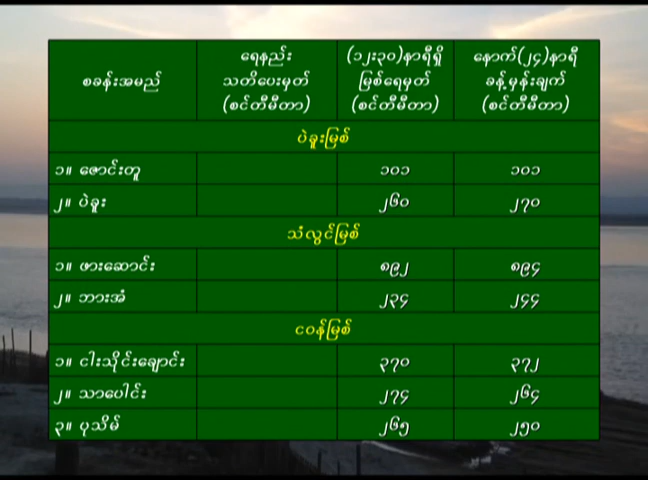 စခန်းအမည်
ရေနည်း
သတိပေးမှတ်
(စင်တီမီတာ)
(၁၂း၃၀)နာရီရှိ
မြစ်ရေမှတ်
(စင်တီမီတာ)
နောက်(၂၄)နာရီ
ခန့်မှန်းချက်
(စင်တီမီတာ)
ပဲခူးမြစ်
၁။ ဇောင်းတူ ၁၀၁ ၁၀၁
၂။ ပဲခူး ၂၆၀ ၂၇၀
သံလွင်မြစ်
၁။ ဖားဆောင်း ၈၉၂ ၈၉၄
၂။ ဘားအံ ၂၃၄ ၂၄၄
ငဝန်မြစ်
၁။ ငါးသိုင်းချောင်း ၃၇၀ ၃၇၂
၂။ သာပေါင်း ၂၇၄ ၂၆၄
၃။ ပုသိမ် ၂၆၅ ၂၅၀